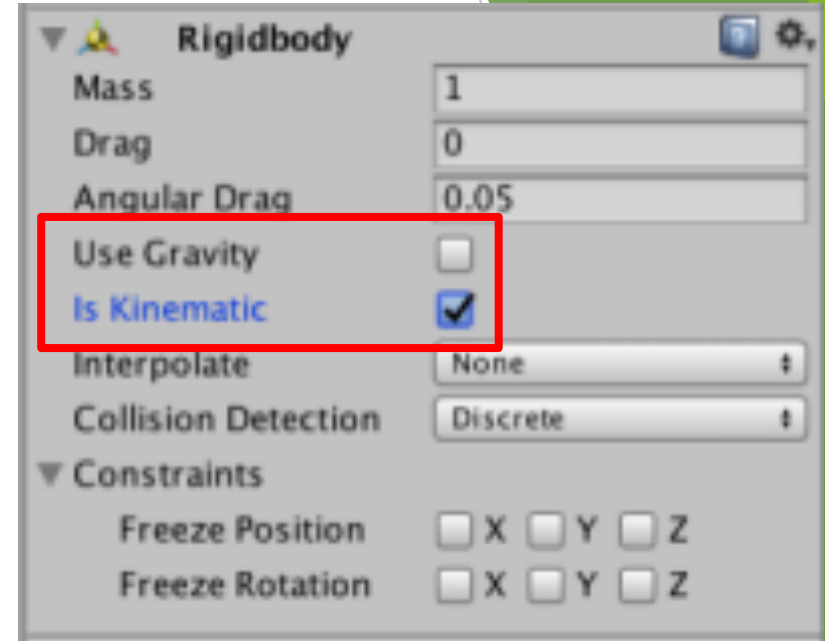 Rigidbody
Mass 1
Drag 0
Angular Drag 0.05
Use Gravity
Is Kinematic
Interpolate None
Collision Detection Discrete
Constraints
Freeze Position X Y Z
Freeze Rotation X Y Z